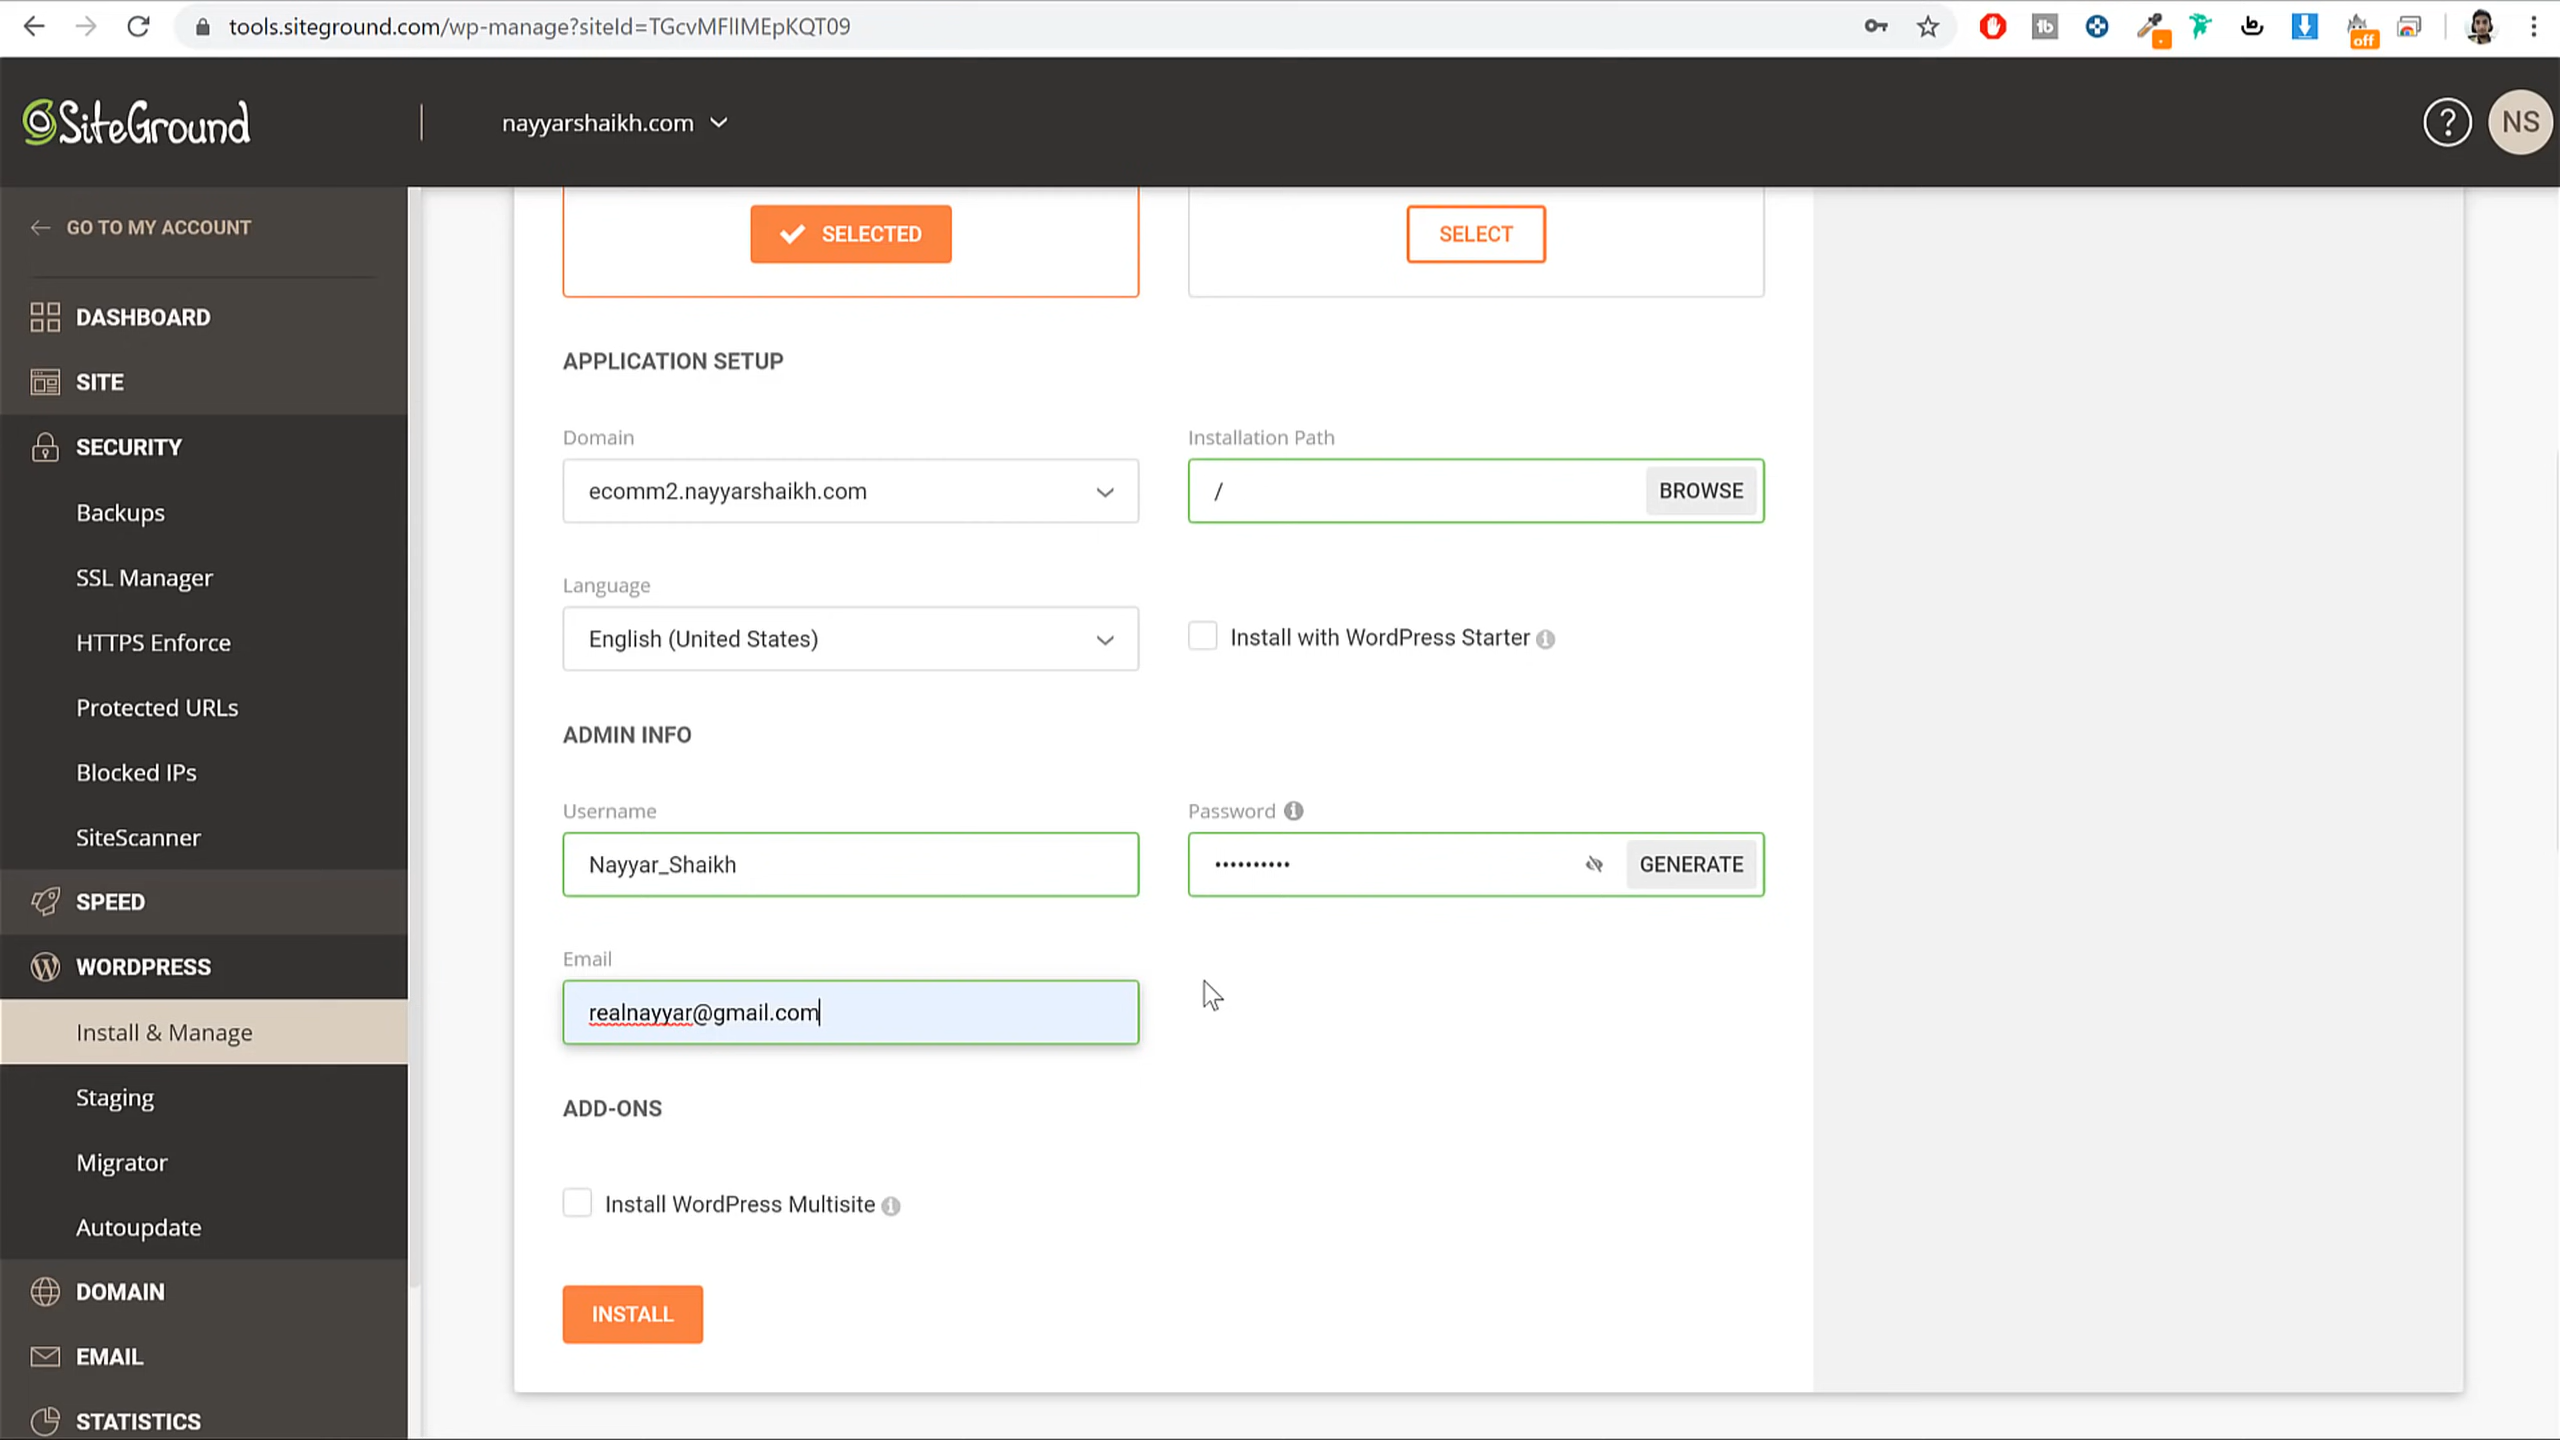 tools.siteground.com/wp-manage?siteId=TGcvMFlIMEpKQT09
off
SiteGround
nayyarshaikh.com
?
NS
GO TO MY ACCOUNT
DASHBOARD
SITE
SECURITY
Backups
SSL Manager
HTTPS Enforce
Protected URLs
Blocked IPs
SiteScanner
SPEED
WORDPRESS
Install & Manage
Staging
Migrator
Autoupdate
DOMAIN
EMAIL
STATISTICS
SELECTED
SELECT
APPLICATION SETUP
Domain
ecomm2.nayyarshaikh.com
Installation Path
/
BROWSE
Language
English (United States)
Install with WordPress Starter
ADMIN INFO
Username
Nayyar_Shaikh
Password
••••••••••
GENERATE
Email
realnayyar@gmail.com
ADD-ONS
Install WordPress Multisite
INSTALL